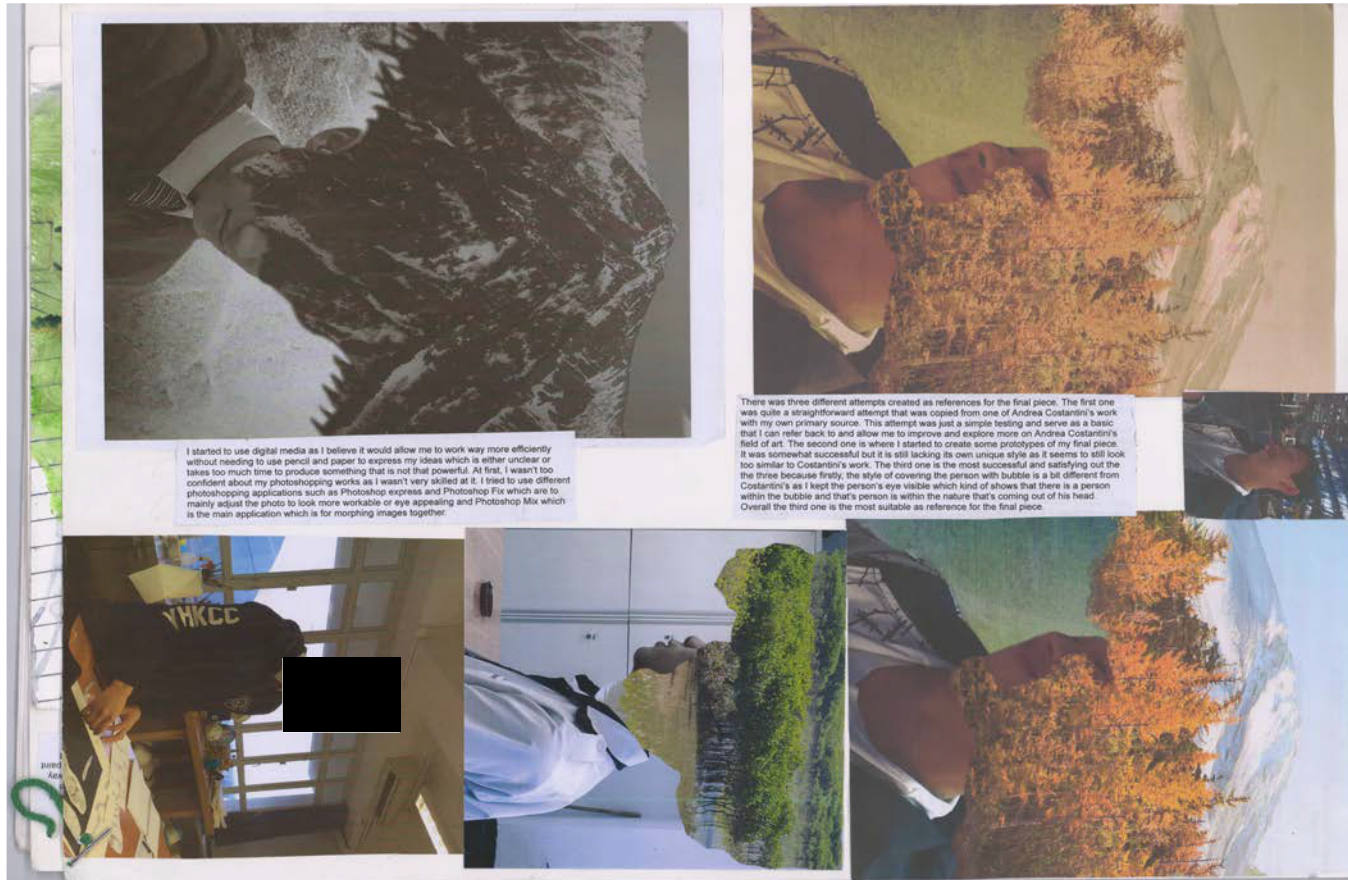 I started to use digital media as I believe it would allow me to work way more efficiently
without needing to use pencil and paper to express my ideas which is either unclear or
takes too much time to produce something that is not that powerful. At first, I wasn't too
confident about my photoshopping works as I wasn't very skilled at it. I tried to use different
photoshopping applications such as Photoshop express and Photoshop Fix which are to
mainly adjust the photo to look more workable or eye appealing and Photoshop Mix which
is the main application which is for morphing images together.
There was three different attempts created as references for the final piece. The first one
was quite a straightforward attempt that was copied from one of Andrea Costantini's work
with my own primary source. This attempt was just a simple testing and serve as a basic
that I can refer back to and allow me to improve and explore more on Andrea Costantini's
field of art. The second one is where I started to create some prototypes of my final piece.
It was somewhat successful but it is still lacking its own unique style as it seems to still look
too similar to Costantini's work. The third one is the most successful and satisfying out the
the three because firstly, the style of covering the person with bubble is a bit different from
Costantini's as I kept the person's eye visible which kind of shows that there is a person
within the bubble and that's person is within the nature that's coming out of his head.
Overall the third one is the most suitable as reference for the final piece.
YHKCC
way
paint